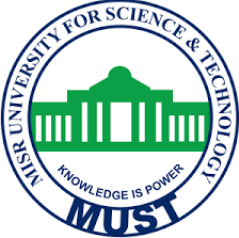 MISR UNIVERSITY FOR SCIENCE & TECHNOLOGY
KNOWLEDGE IS POWER
MUST